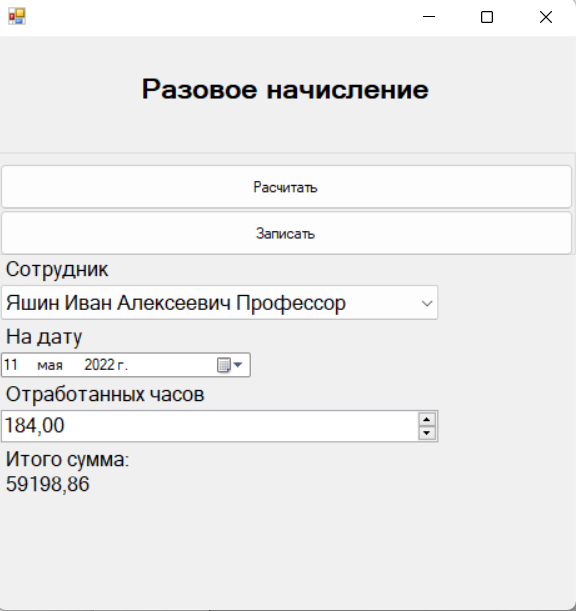 Разовое начисление
Расчитать
Записать
Сотрудник
Яшин Иван Алексеевич Профессор
На дату
11 мая 2022 г.
Отработанных часов
184,00
Итого сумма:
59198,86